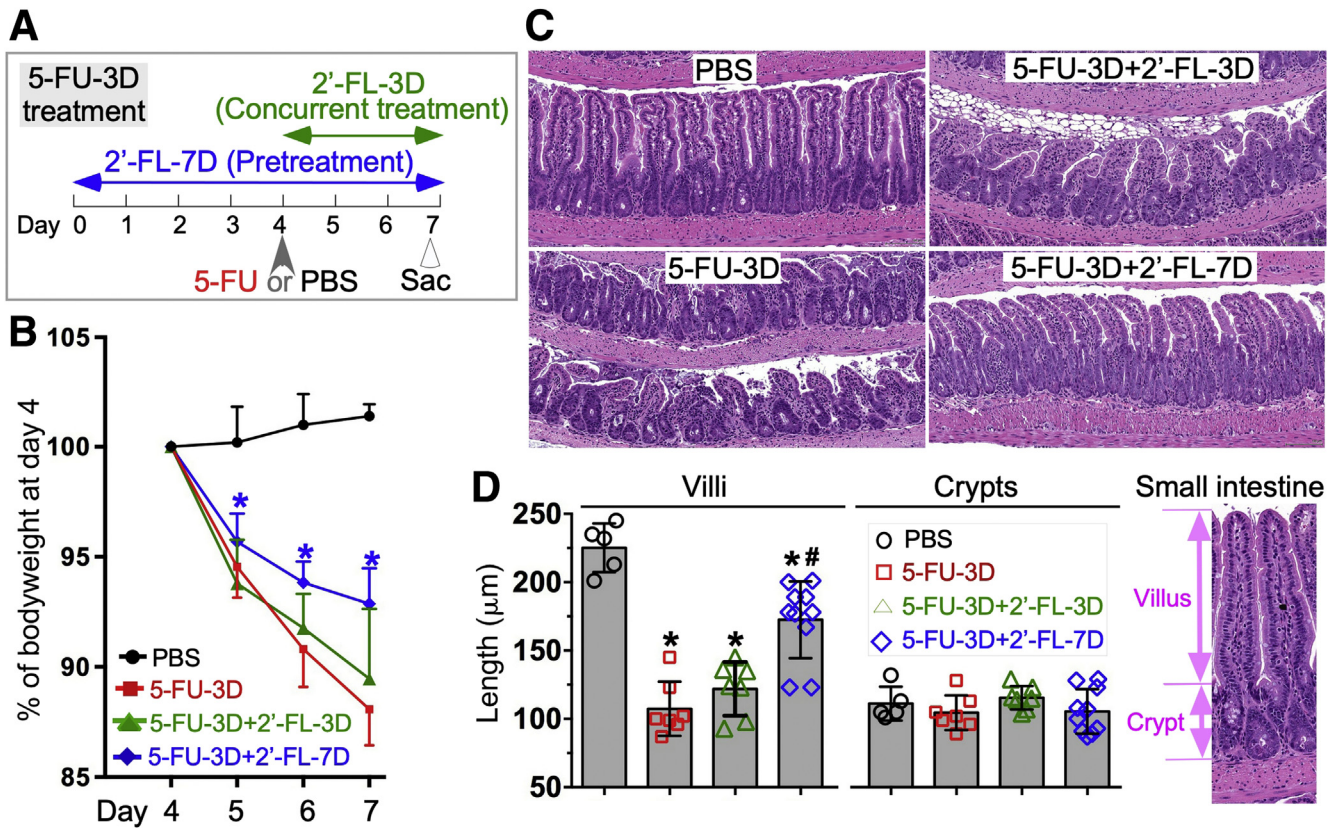 A
5-FU-3D
treatment
2'-FL-3D
(Concurrent treatment)
2'-FL-7D (Pretreatment)
Day 0 1 2 3 4 5 6 7
5-FU or PBS
Sac
B
105
100
95
90
85
% of bodyweight at day 4
*
*
*
PBS
5-FU-3D
5-FU-3D+2'-FL-3D
5-FU-3D+2'-FL-7D
Day 4 5 6 7
C
PBS
5-FU-3D+2'-FL-3D
5-FU-3D
5-FU-3D+2'-FL-7D
D
Villi
Crypts
Small intestine
250
200
150
100
50
Length (μm)
*
*
* #
PBS
5-FU-3D
5-FU-3D+2'-FL-3D
5-FU-3D+2'-FL-7D
Villus
Crypt